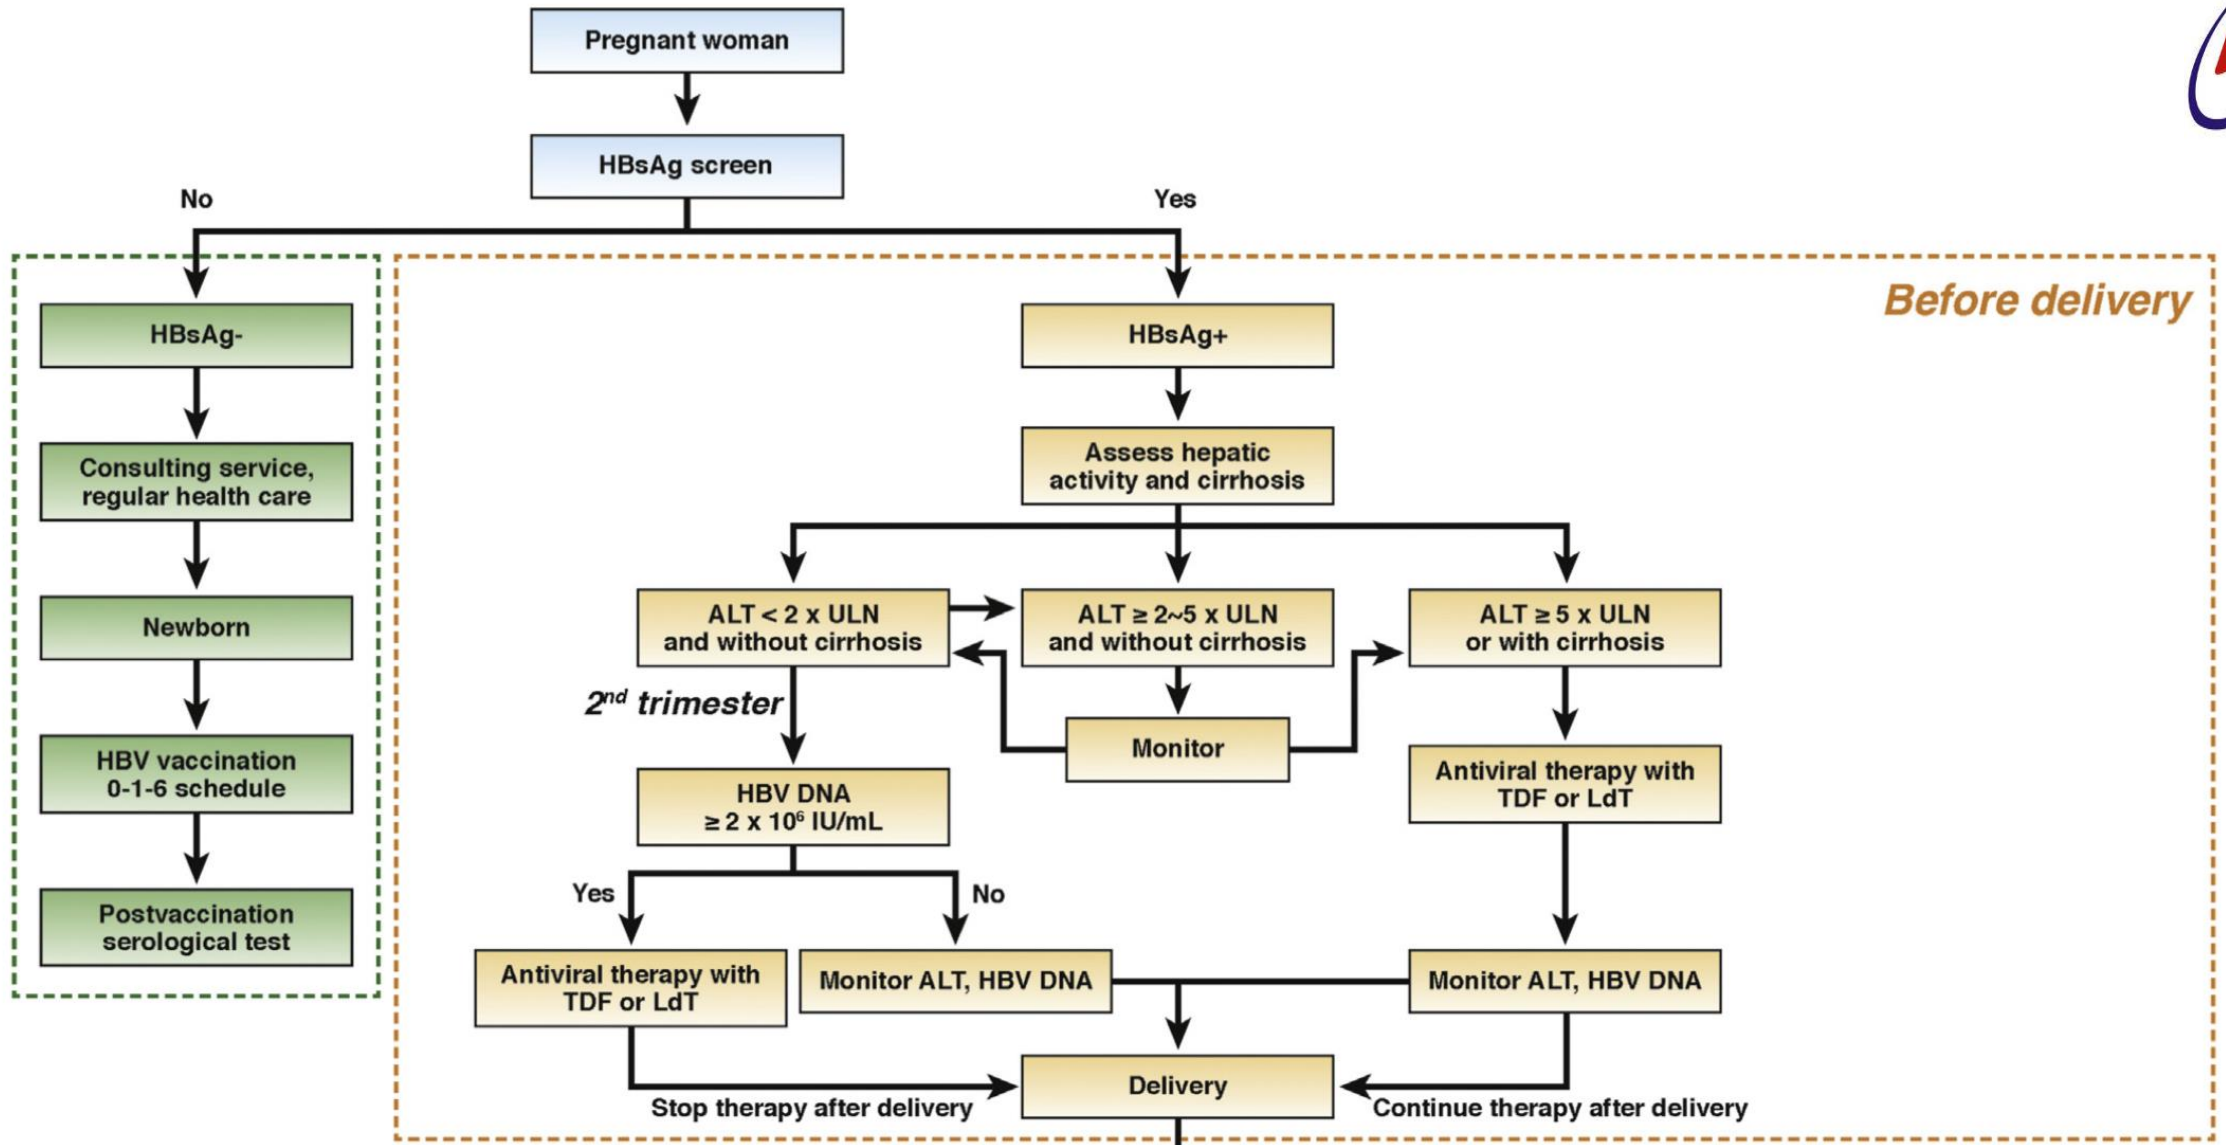 Pregnant woman
HBsAg screen
No
Yes
Before delivery
HBsAg-
Consulting service,
regular health care
Newborn
HBV vaccination
0-1-6 schedule
Postvaccination
serological test
HBsAg+
Assess hepatic
activity and cirrhosis
ALT < 2 x ULN
and without cirrhosis
ALT ≥ 2~5 x ULN
and without cirrhosis
ALT ≥ 5 x ULN
or with cirrhosis
2nd trimester
Monitor
Antiviral therapy with
TDF or LdT
HBV DNA
≥ 2 x 10⁶ IU/mL
Yes
No
Antiviral therapy with
TDF or LdT
Monitor ALT, HBV DNA
Monitor ALT, HBV DNA
Delivery
Stop therapy after delivery
Continue therapy after delivery